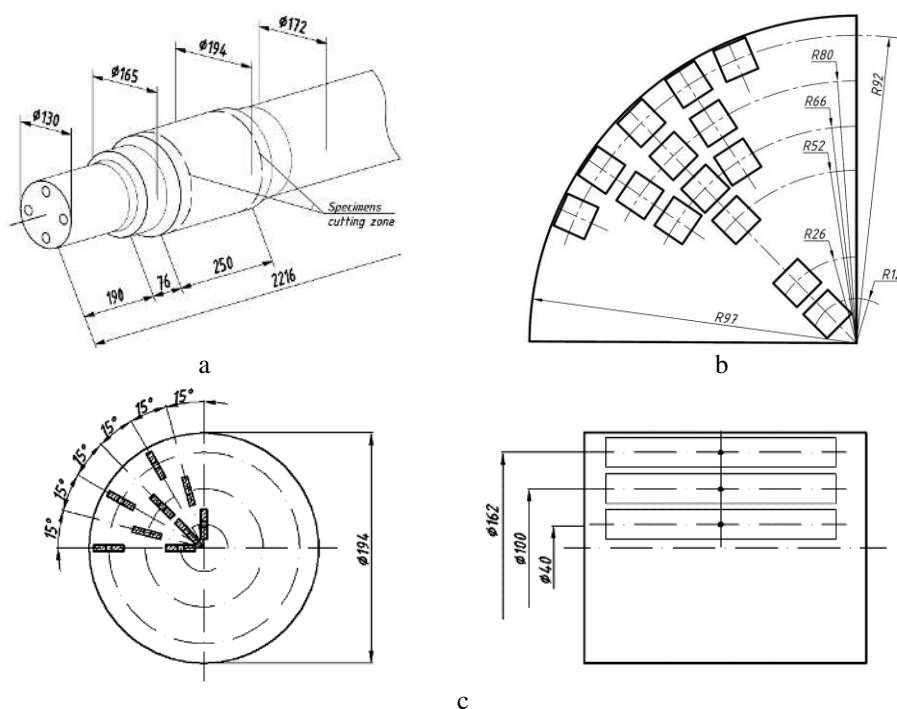 ø172
ø194
ø165
ø130
Specimens
cutting zone
250
76
190
2216
a
R80
R92
R66
R52
R26
R97
b
15°
15°
15°
15°
15°
15°
ø194
ø162
ø100
ø40
c